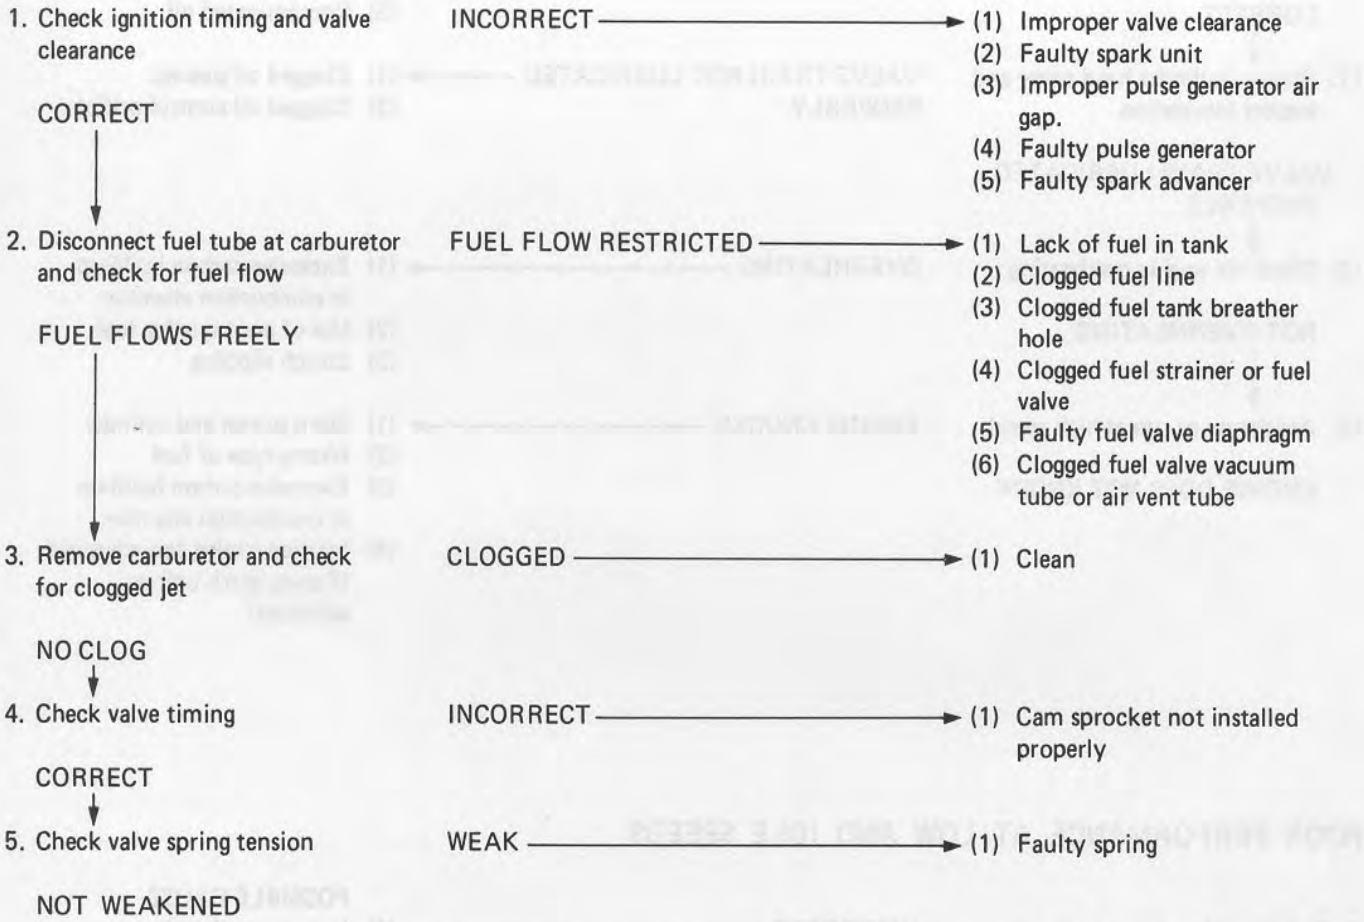 1. Check ignition timing and valve
clearance
INCORRECT
(1) Improper valve clearance
(2) Faulty spark unit
(3) Improper pulse generator air
gap.
(4) Faulty pulse generator
(5) Faulty spark advancer
CORRECT
2. Disconnect fuel tube at carburetor
and check for fuel flow
FUEL FLOW RESTRICTED
(1) Lack of fuel in tank
(2) Clogged fuel line
(3) Clogged fuel tank breather
hole
(4) Clogged fuel strainer or fuel
valve
(5) Faulty fuel valve diaphragm
(6) Clogged fuel valve vacuum
tube or air vent tube
FUEL FLOWS FREELY
3. Remove carburetor and check
for clogged jet
CLOGGED
(1) Clean
NO CLOG
4. Check valve timing
INCORRECT
(1) Cam sprocket not installed
properly
CORRECT
5. Check valve spring tension
WEAK
(1) Faulty spring
NOT WEAKENED